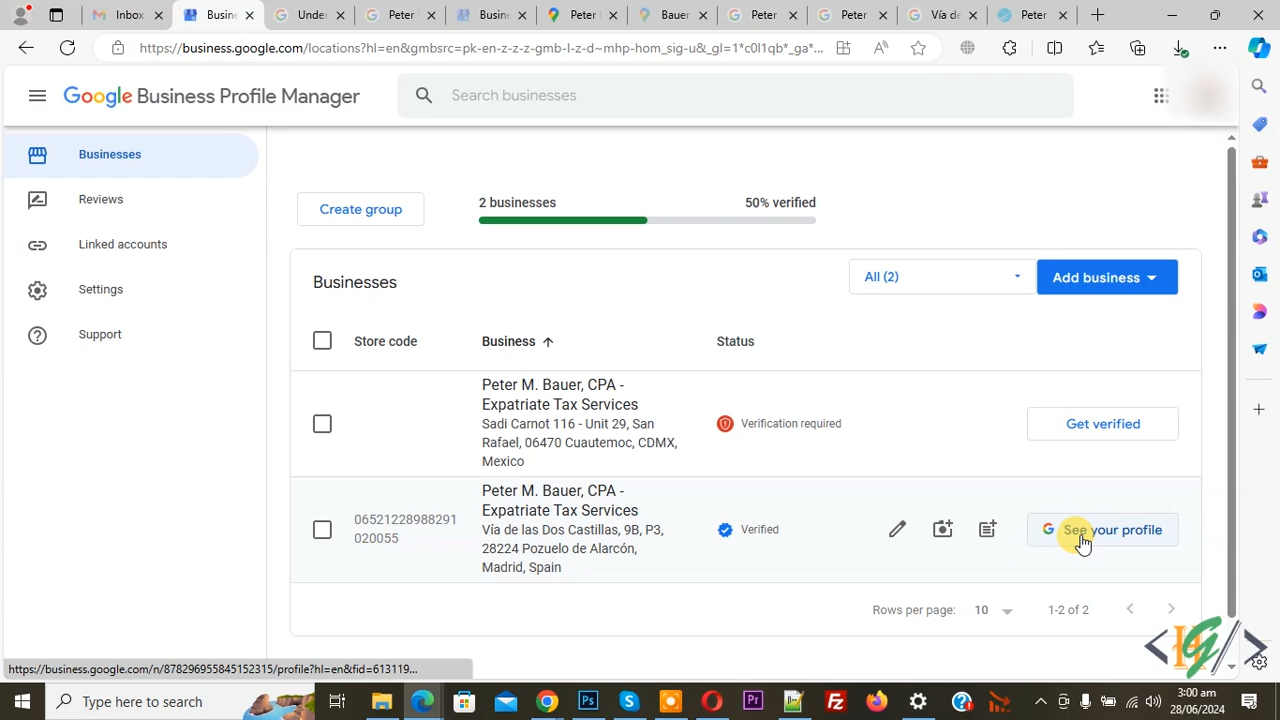 Inbox
Busine
Under
Peter
Busine
Peter
Bauer
Peter
Peter
Vía de
Peter
https://business.google.com/locations?hl=en&gmbsrc=pk-en-z-z-z-gmb-l-z-d~mhp-hom_sig-u&_gl=1*c0l1qb*_ga*...
Google Business Profile Manager
Search businesses
Businesses
Reviews
Linked accounts
Settings
Support
Create group
2 businesses
50% verified
Businesses
All (2)
Add business
Store code
Business
Status
Peter M. Bauer, CPA -
Expatriate Tax Services
Sadi Carnot 116 - Unit 29, San
Rafael, 06470 Cuautemoc, CDMX,
Mexico
Verification required
Get verified
06521228988291
020055
Peter M. Bauer, CPA -
Expatriate Tax Services
Vía de las Dos Castillas, 9B, P3,
28224 Pozuelo de Alarcón,
Madrid, Spain
Verified
See your profile
Rows per page:
10
1-2 of 2
https://business.google.com/n/878296955845152315/profile?hl=en&fid=613119...
Type here to search
3:00 am
28/06/2024